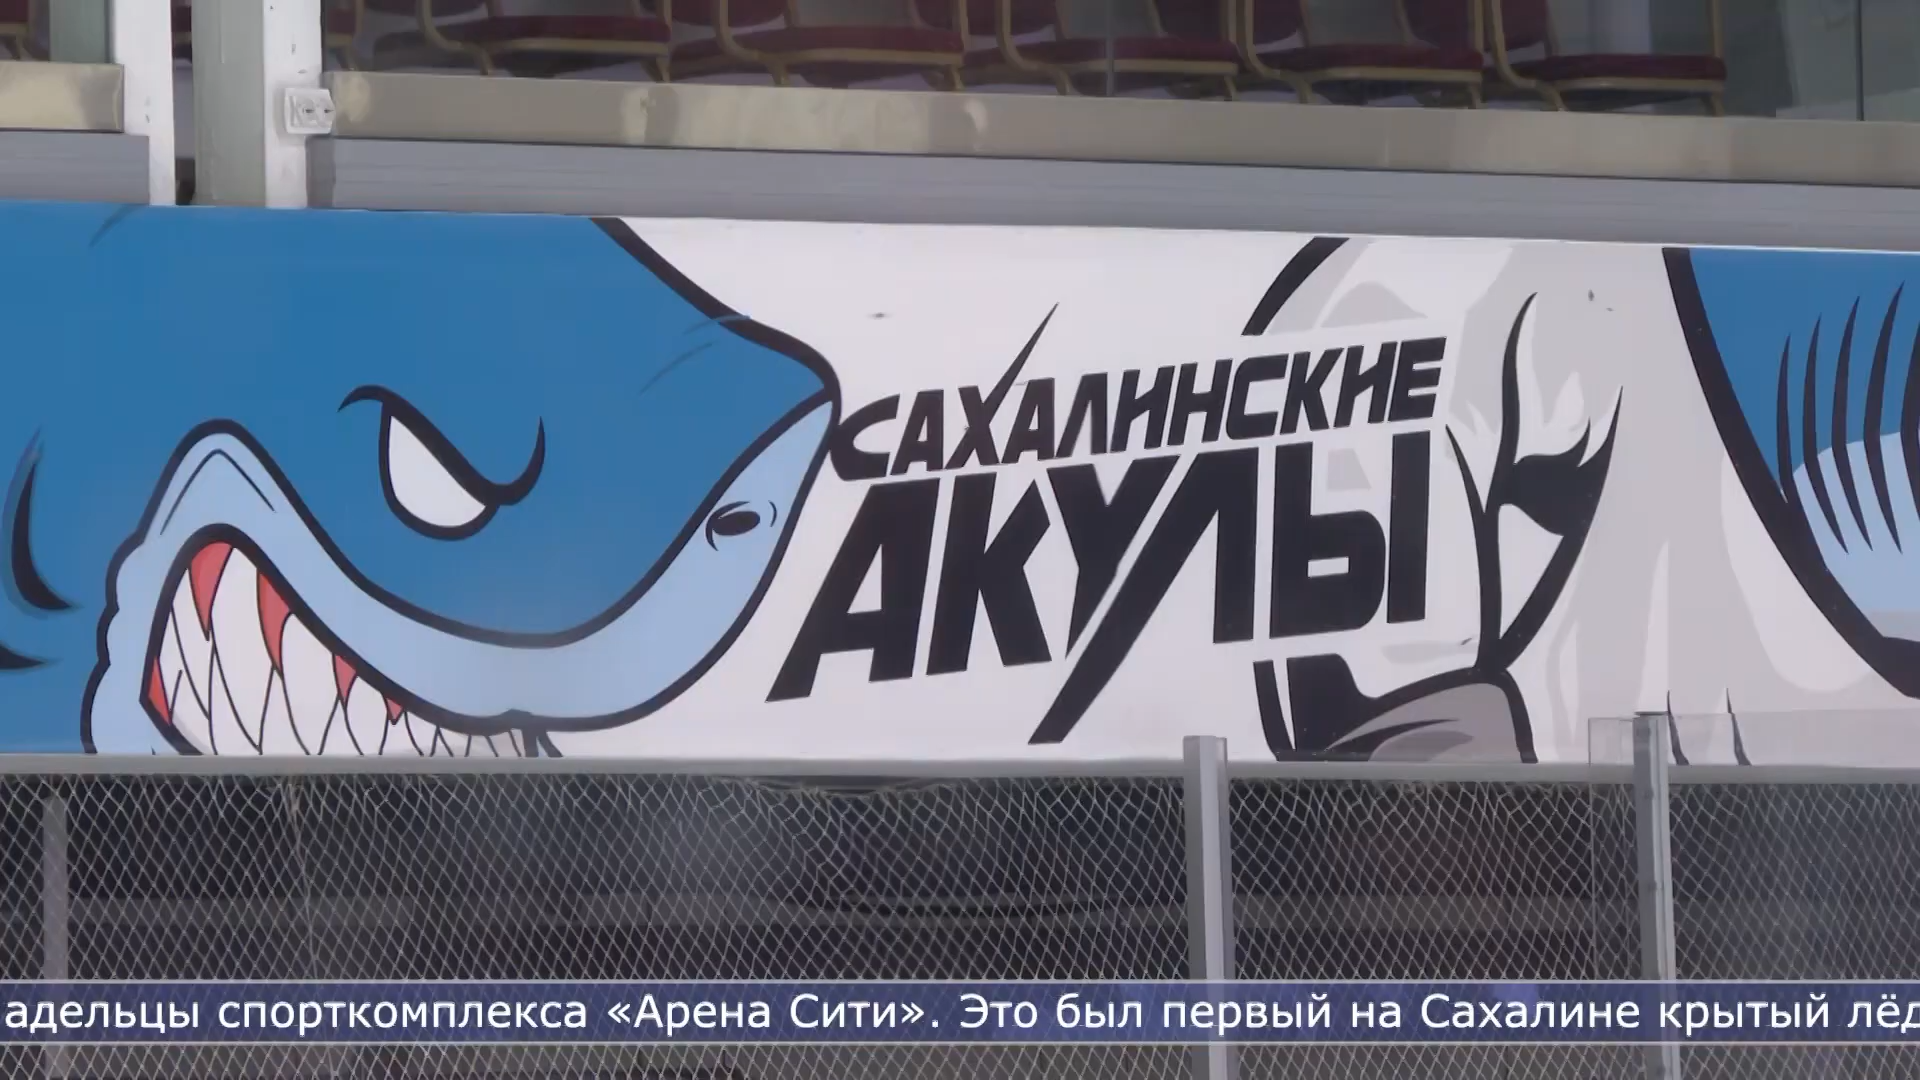 САХАЛИНСКИЕ
АКУЛЫ
адельцы спорткомплекса «Арена Сити». Это был первый на Сахалине крытый лёд